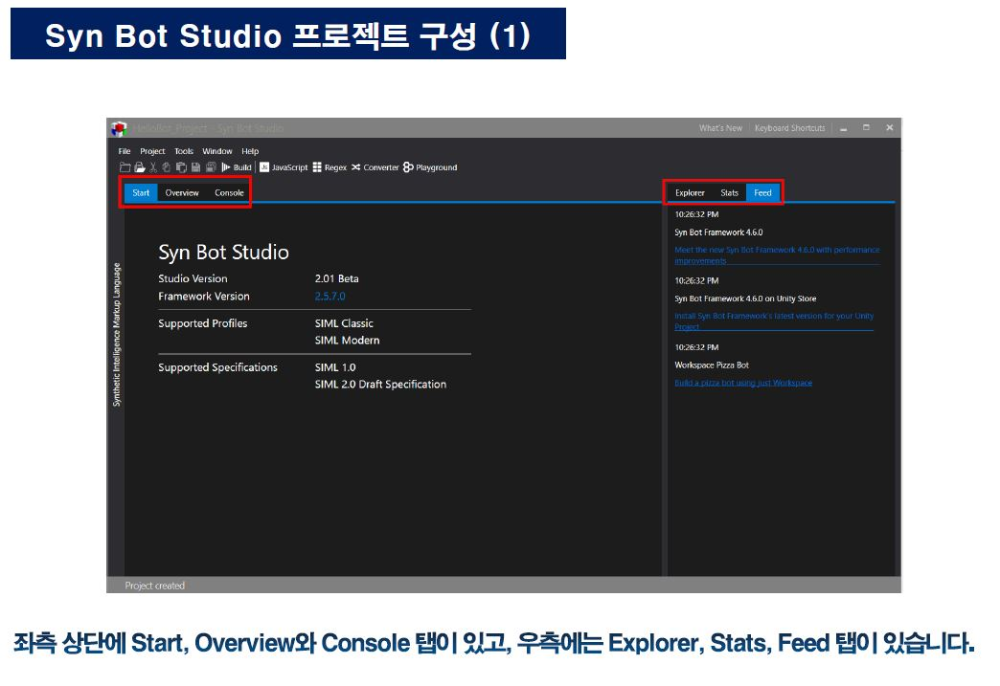 Syn Bot Studio 프로젝트 구성 (1)
HelloBot_Project - Syn Bot Studio
What's New
Keyboard Shortcuts
File Project Tools Window Help
Build JavaScript Regex Converter Playground
Start Overview Console
Explorer Stats Feed
Synthetic Intelligence Markup Language
Syn Bot Studio
Studio Version 2.01 Beta
Framework Version 2.5.7.0
Supported Profiles SIML Classic
SIML Modern
Supported Specifications SIML 1.0
SIML 2.0 Draft Specification
10:26:32 PM
Syn Bot Framework 4.6.0
Meet the new Syn Bot Framework 4.6.0 with performance
improvements
10:26:32 PM
Syn Bot Framework 4.6.0 on Unity Store
Install Syn Bot Framework's latest version for your Unity
Project
10:26:32 PM
Workspace Pizza Bot
Build a pizza bot using just Workspace
Project created
좌측 상단에 Start, Overview와 Console 탭이 있고, 우측에는 Explorer, Stats, Feed 탭이 있습니다.